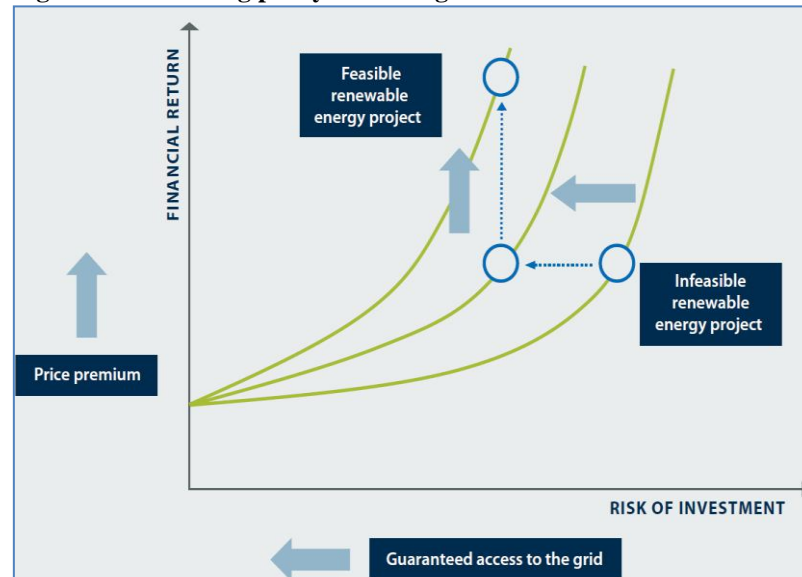 Feasible
renewable
energy project
FINANCIAL RETURN
Infeasible
renewable
energy project
Price premium
RISK OF INVESTMENT
Guaranteed access to the grid